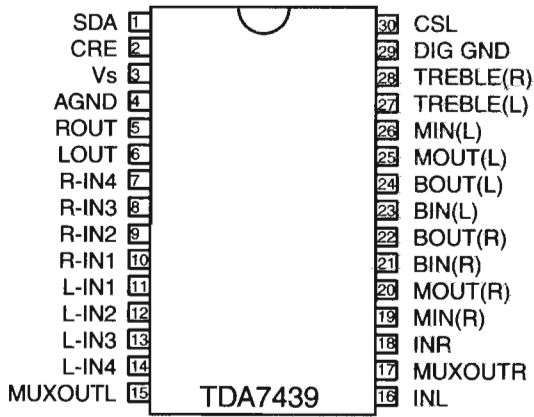 SDA 1 30 CSL
CRE 2 29 DIG GND
Vs 3 28 TREBLE(R)
AGND 4 27 TREBLE(L)
ROUT 5 26 MIN(L)
LOUT 6 25 MOUT(L)
R-IN4 7 24 BOUT(L)
R-IN3 8 23 BIN(L)
R-IN2 9 22 BOUT(R)
R-IN1 10 21 BIN(R)
L-IN1 11 20 MOUT(R)
L-IN2 12 19 MIN(R)
L-IN3 13 18 INR
L-IN4 14 17 MUXOUTR
MUXOUTL 15 TDA7439 16 INL